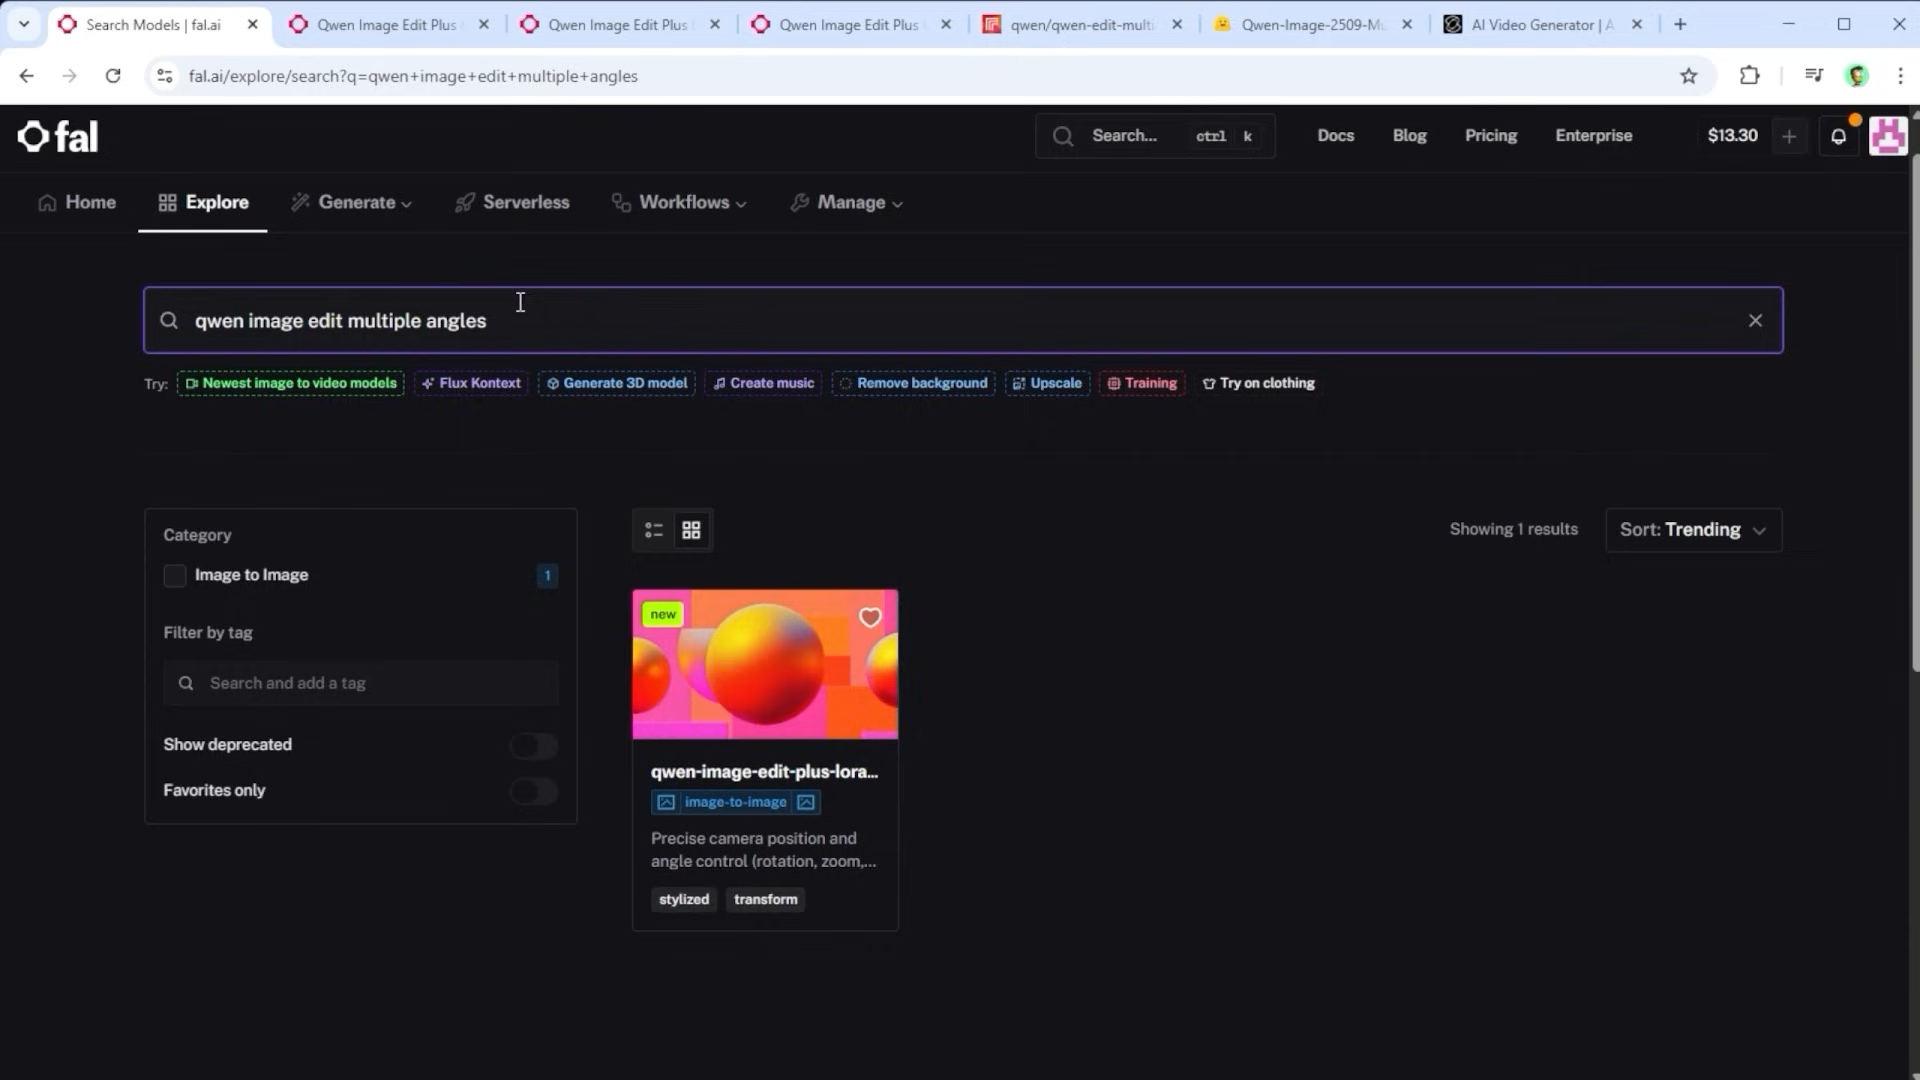 Search Models | fal.ai
Qwen Image Edit Plus
Qwen Image Edit Plus
Qwen Image Edit Plus
qwen/qwen-edit-multi
Qwen-Image-2509-Mu
AI Video Generator | A
fal.ai/explore/search?q=qwen+image+edit+multiple+angles
fal
Search...
ctrl k
Docs
Blog
Pricing
Enterprise
$13.30
Home
Explore
Generate
Serverless
Workflows
Manage
qwen image edit multiple angles
Try:
Newest image to video models
Flux Kontext
Generate 3D model
Create music
Remove background
Upscale
Training
Try on clothing
Category
Image to Image
1
Filter by tag
Search and add a tag
Show deprecated
Favorites only
Showing 1 results
Sort: Trending
new
qwen-image-edit-plus-lora...
image-to-image
Precise camera position and
angle control (rotation, zoom,...
stylized
transform